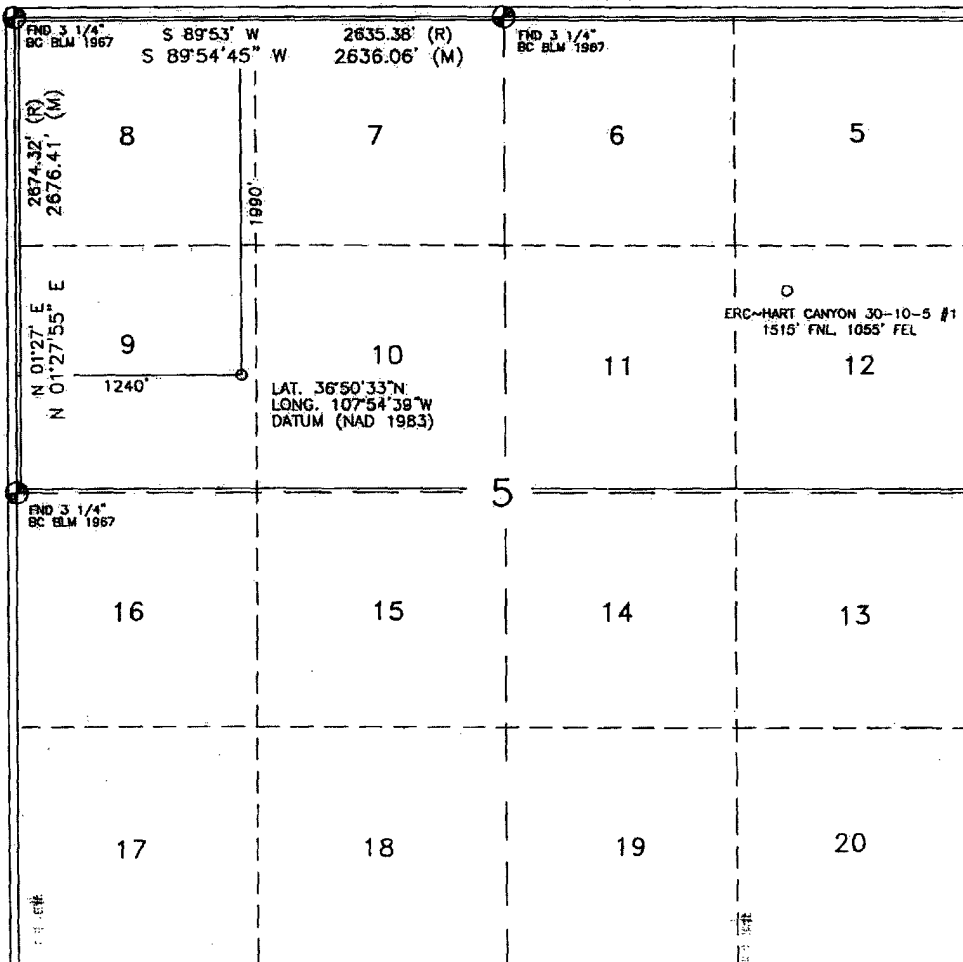 FND 3 1/4"
BC BLM 1967
S 89°53' W 2635.38' (R)
S 89°54'45" W 2636.06' (M)
FND 3 1/4"
BC BLM 1967
2674.32' (R)
2676.41' (M)
8
7
6
5
1990'
N 01°27' E
N 01°27'55" E
9
10
11
12
ERC~HART CANYON 30-10-5 #1
1515' FNL, 1055' FEL
1240'
LAT. 36°50'33"N
LONG. 107°54'39"W
DATUM (NAD 1983)
5
FND 3 1/4"
BC BLM 1967
16
15
14
13
17
18
19
20